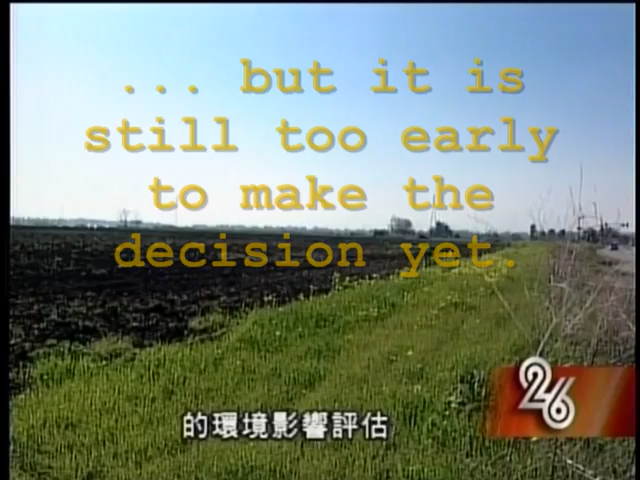 ... but it is
still too early
to make the
decision yet.
26
的環境影響評估